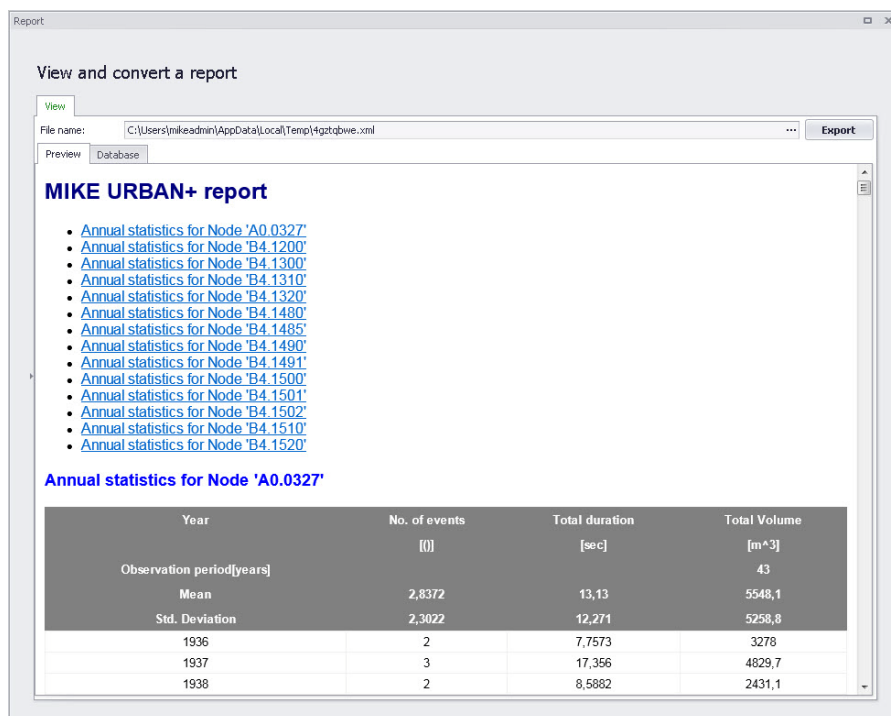 Report
View and convert a report
View
File name: C:\Users\mikeadmin\AppData\Local\Temp\4gztqbwe.xml ... Export
Preview Database
MIKE URBAN+ report
Annual statistics for Node 'A0.0327'
Annual statistics for Node 'B4.1200'
Annual statistics for Node 'B4.1300'
Annual statistics for Node 'B4.1310'
Annual statistics for Node 'B4.1320'
Annual statistics for Node 'B4.1480'
Annual statistics for Node 'B4.1485'
Annual statistics for Node 'B4.1490'
Annual statistics for Node 'B4.1491'
Annual statistics for Node 'B4.1500'
Annual statistics for Node 'B4.1501'
Annual statistics for Node 'B4.1502'
Annual statistics for Node 'B4.1510'
Annual statistics for Node 'B4.1520'
Annual statistics for Node 'A0.0327'
Year No. of events Total duration Total Volume
[()] [sec] [m^3]
Observation period[years] 43
Mean 2,8372 13,13 5548,1
Std. Deviation 2,3022 12,271 5258,8
1936 2 7,7573 3278
1937 3 17,356 4829,7
1938 2 8,5882 2431,1